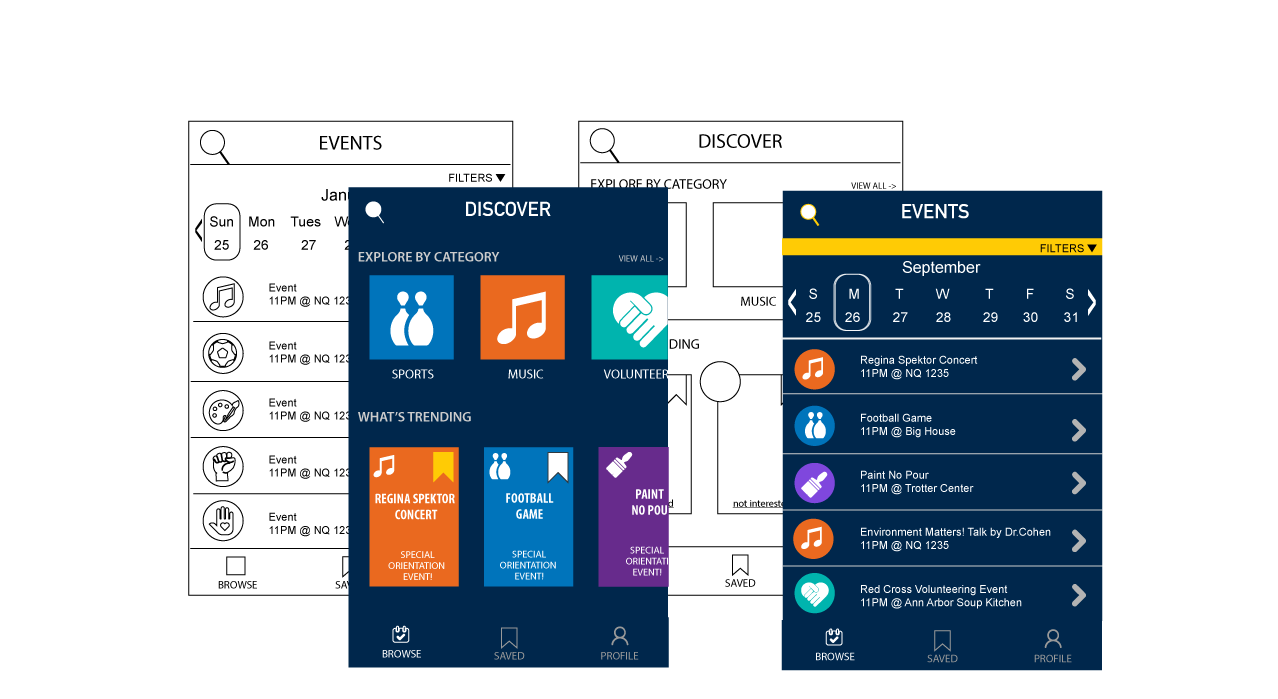 EVENTS
FILTERS ▼
Sun Mon Tues
25 26 27
Event
11PM @ NQ 123
Event
11PM @ NQ 123
Event
11PM @ NQ 123
Event
11PM @ NQ 123
Event
11PM @ NQ 123
BROWSE
DISCOVER
EXPLORE BY CATEGORY
VIEW ALL ->
MUSIC
not interested
SAVED
DISCOVER
EXPLORE BY CATEGORY
VIEW ALL ->
SPORTS
MUSIC
VOLUNTEER
WHAT'S TRENDING
REGINA SPEKTOR
CONCERT
SPECIAL
ORIENTATION
EVENT!
FOOTBALL
GAME
SPECIAL
ORIENTATION
EVENT!
PAINT
NO POU
SPECIAL
ORIENTATI
EVENT!
BROWSE
SAVED
PROFILE
EVENTS
FILTERS ▼
September
S M T W T F S
25 26 27 28 29 30 31
Regina Spektor Concert
11PM @ NQ 1235
Football Game
11PM @ Big House
Paint No Pour
11PM @ Trotter Center
Environment Matters! Talk by Dr.Cohen
11PM @ NQ 1235
Red Cross Volunteering Event
11PM @ Ann Arbor Soup Kitchen
BROWSE
SAVED
PROFILE